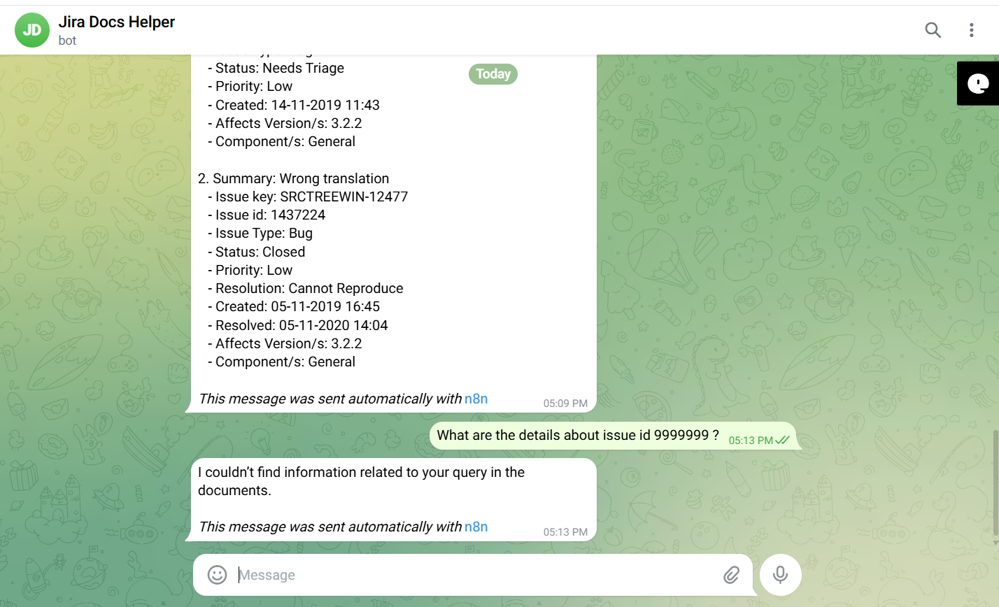 JD
Jira Docs Helper
bot
Today
- Status: Needs Triage
- Priority: Low
- Created: 14-11-2019 11:43
- Affects Version/s: 3.2.2
- Component/s: General
2. Summary: Wrong translation
- Issue key: SRCTREEWIN-12477
- Issue id: 1437224
- Issue Type: Bug
- Status: Closed
- Priority: Low
- Resolution: Cannot Reproduce
- Created: 05-11-2019 16:45
- Resolved: 05-11-2020 14:04
- Affects Version/s: 3.2.2
- Component/s: General
This message was sent automatically with n8n
05:09 PM
What are the details about issue id 9999999 ?
05:13 PM
I couldn’t find information related to your query in the
documents.
This message was sent automatically with n8n
05:13 PM
Message